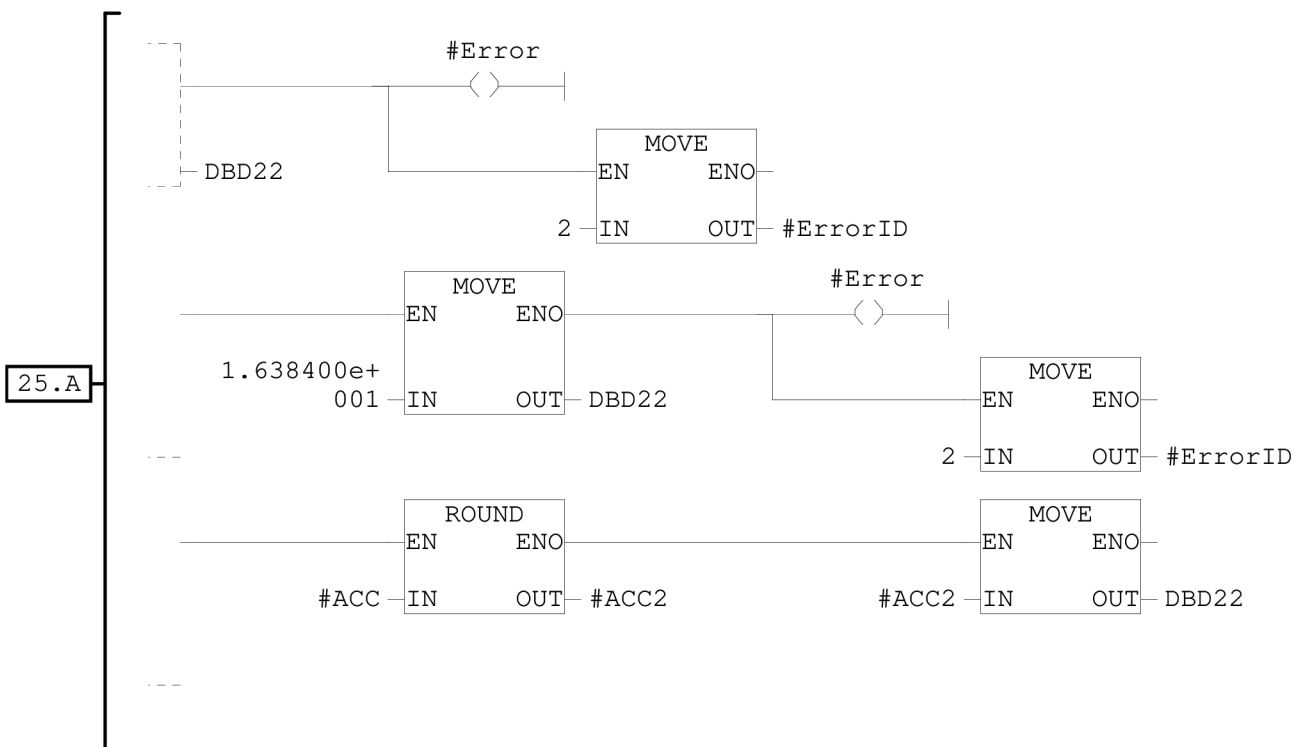 #Error
MOVE
DBD22
EN ENO
2 IN OUT #ErrorID
#Error
MOVE
EN ENO
1.638400e+
25.A
MOVE
001 IN OUT DBD22
EN ENO
2 IN OUT #ErrorID
ROUND MOVE
EN ENO EN ENO
#ACC IN OUT #ACC2 #ACC2 IN OUT DBD22